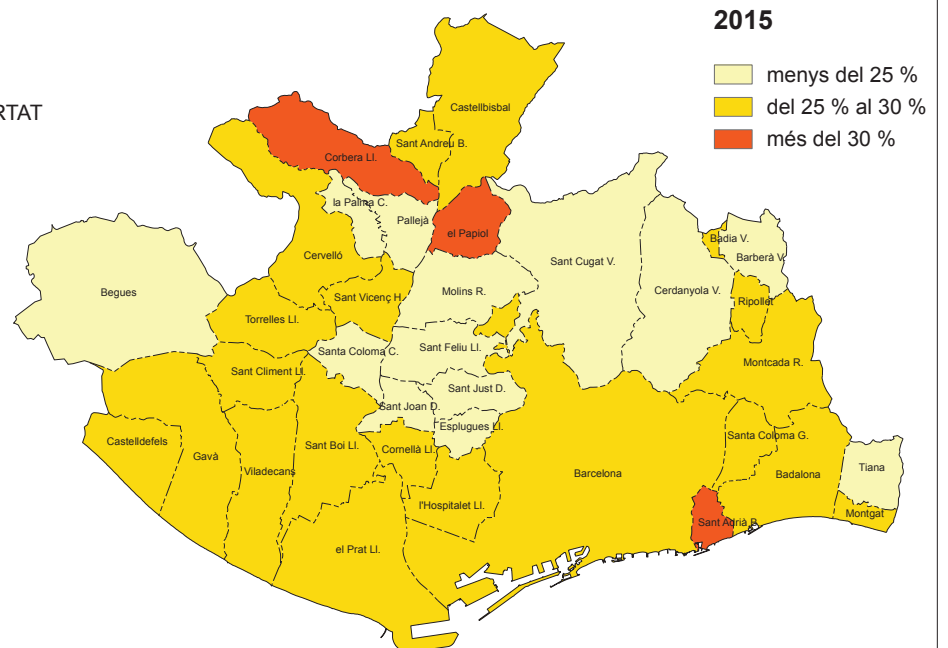 2015
menys del 25 %
RTAT
del 25 % al 30 %
més del 30 %
Castellbisbal
Sant Andreu B.
Corbera Ll.
la Palma C.
Pallejà
el Papiol
Badia V.
Barberà V.
Cervelló
Sant Cugat V.
Begues
Molins R.
Cerdanyola V.
Sant Vicenç H.
Ripollet
Torrelles Ll.
Santa Coloma C.
Sant Feliu Ll.
Montcada R.
Sant Climent Ll.
Sant Just D.
Sant Joan D.
Esplugues Ll.
Santa Coloma G.
Castelldefels
Gavà
Sant Boi Ll.
Cornellà Ll.
Viladecans
Barcelona
Badalona
Tiana
l'Hospitalet Ll.
Montgat
Sant Adrià B.
el Prat Ll.